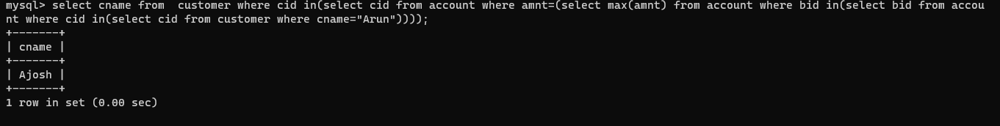 mysql> select cname from  customer where cid in(select cid from account where amnt=(select max(amnt) from account where bid in(select bid from accou
nt where cid in(select cid from customer where cname="Arun"))));
+-------+
| cname |
+-------+
| Ajosh |
+-------+
1 row in set (0.00 sec)